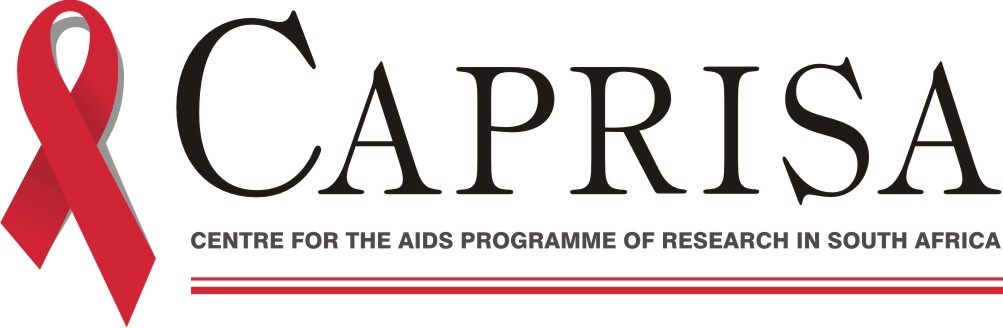 CAPRISA
CENTRE FOR THE AIDS PROGRAMME OF RESEARCH IN SOUTH AFRICA